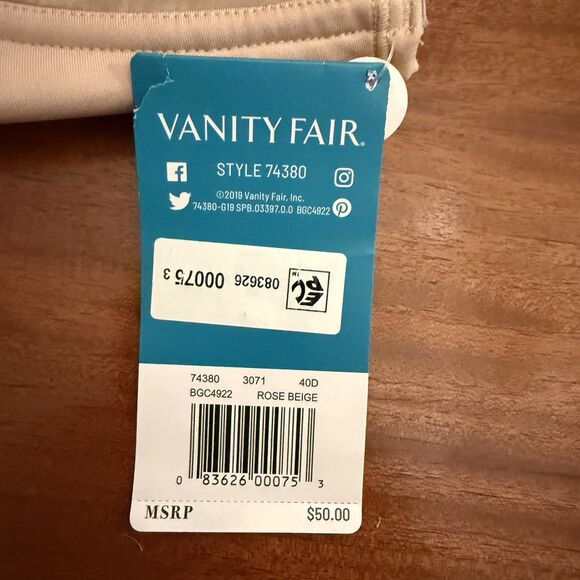 VANITY FAIR®
STYLE 74380
©2019 Vanity Fair, Inc.
74380-G19 SPB.03397.0.0 BGC4922
EPC™ 083626 00075 3
74380 3071 40D
BGC4922 ROSE BEIGE
0 83626 00075 3
MSRP $50.00